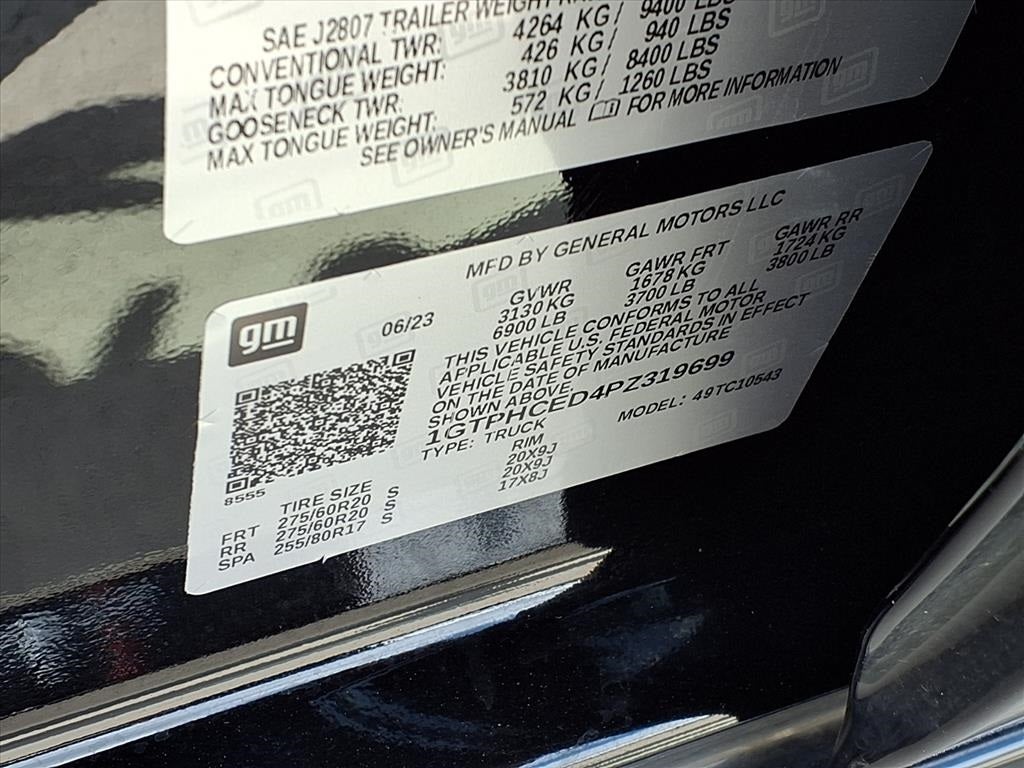 SAE J2807 TRAILER WEIGHT
CONVENTIONAL TWR: 4264 KG/ 9400 LBS
MAX TONGUE WEIGHT: 426 KG/ 940 LBS
GOOSENECK TWR: 3810 KG/ 8400 LBS
MAX TONGUE WEIGHT: 572 KG/ 1260 LBS
SEE OWNER'S MANUAL FOR MORE INFORMATION
gm
06/23
MFD BY GENERAL MOTORS LLC
GVWR GAWR FRT GAWR RR
3130 KG 1678 KG 1724 KG
6900 LB 3700 LB 3800 LB
THIS VEHICLE CONFORMS TO ALL
APPLICABLE U.S. FEDERAL MOTOR
VEHICLE SAFETY STANDARDS IN EFFECT
ON THE DATE OF MANUFACTURE
SHOWN ABOVE.
1GTPHCED4PZ319699
TYPE: TRUCK MODEL: 49TC10543
8555
TIRE SIZE RIM
FRT 275/60R20 S 20X9J
RR 275/60R20 S 20X9J
SPA 255/80R17 S 17X8J